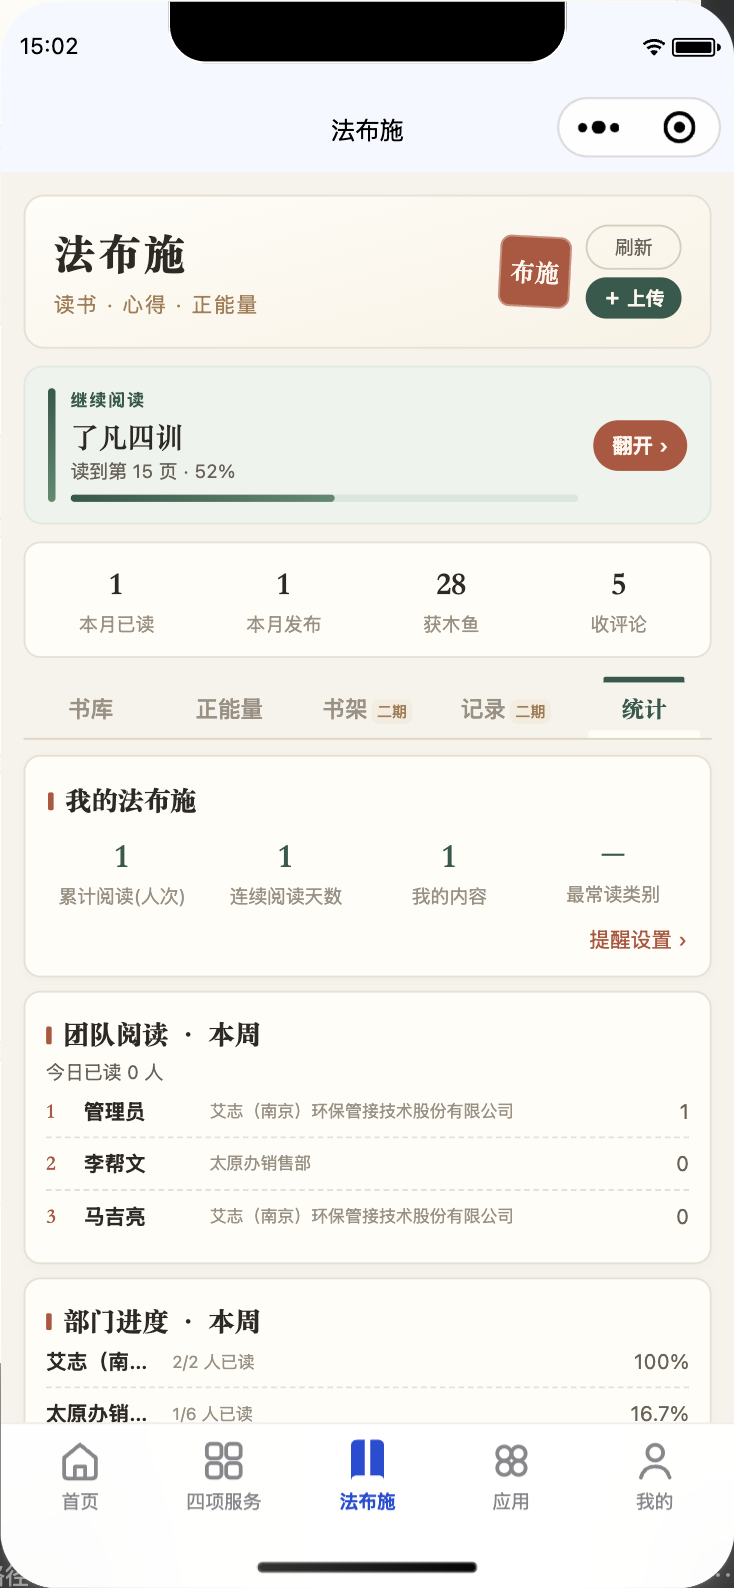 15:02
法布施
法布施
读书 · 心得 · 正能量
布施
刷新
+ 上传
继续阅读
了凡四训
读到第 15 页 · 52%
翻开 ›
1 1 28 5
本月已读 本月发布 获木鱼 收评论
书库 正能量 书架 二期 记录 二期 统计
我的法布施
1 1 1 —
累计阅读(人次) 连续阅读天数 我的内容 最常读类别
提醒设置 ›
团队阅读 · 本周
今日已读 0 人
1 管理员 艾志（南京）环保管接技术股份有限公司 1
2 李帮文 太原办销售部 0
3 马吉亮 艾志（南京）环保管接技术股份有限公司 0
部门进度 · 本周
艾志（南... 2/2 人已读 100%
太原办销... 1/6 人已读 16.7%
首页 四项服务 法布施 应用 我的